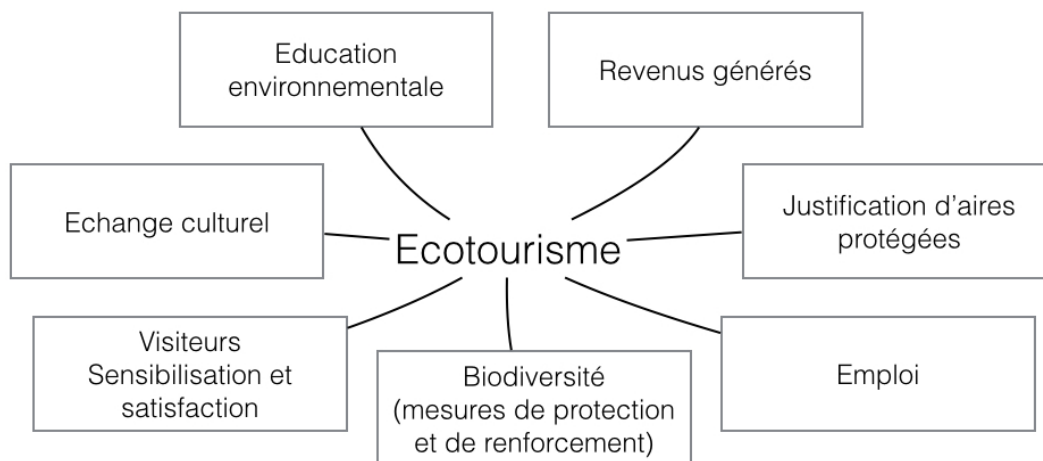 Education
environnementale
Revenus générés
Echange culturel
Ecotourisme
Justification d'aires
protégées
Visiteurs
Sensibilisation et
satisfaction
Biodiversité
(mesures de protection
et de renforcement)
Emploi